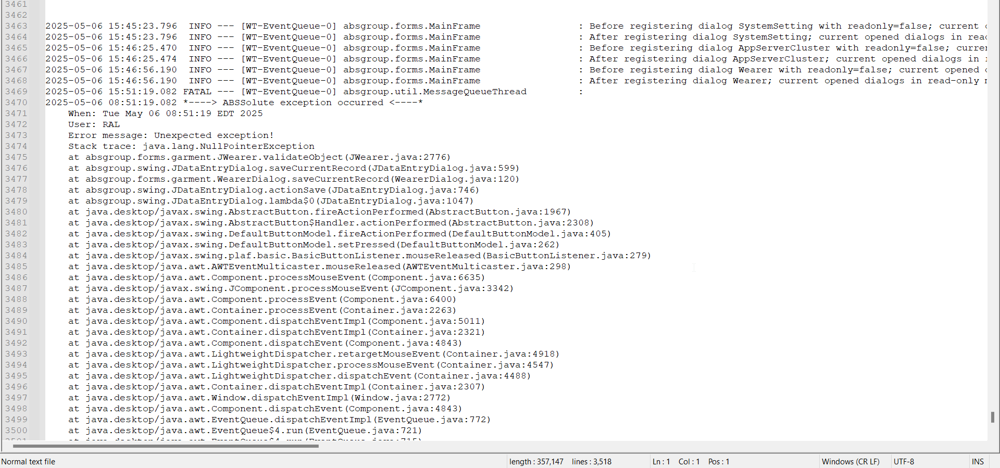 3461
3462
3463 2025-05-06 15:45:23.796  INFO --- [WT-EventQueue-0] absgroup.forms.MainFrame : Before registering dialog SystemSetting with readonly=false; current
3464 2025-05-06 15:45:23.796  INFO --- [WT-EventQueue-0] absgroup.forms.MainFrame : After registering dialog SystemSetting; current opened dialogs in
3465 2025-05-06 15:46:25.470  INFO --- [WT-EventQueue-0] absgroup.forms.MainFrame : Before registering dialog AppServerCluster with readonly=false;
3466 2025-05-06 15:46:25.474  INFO --- [WT-EventQueue-0] absgroup.forms.MainFrame : After registering dialog AppServerCluster; current opened dialogs in
3467 2025-05-06 15:46:56.190  INFO --- [WT-EventQueue-0] absgroup.forms.MainFrame : Before registering dialog Wearer with readonly=false; current opened
3468 2025-05-06 15:46:56.190  INFO --- [WT-EventQueue-0] absgroup.forms.MainFrame : After registering dialog Wearer; current opened dialogs in read-only
3469 2025-05-06 15:51:19.082 FATAL --- [WT-EventQueue-0] absgroup.util.MessageQueueThread :
3470 2025-05-06 08:51:19.082 *----> ABSSolute exception occurred <----*
3471 When: Tue May 06 08:51:19 EDT 2025
3472 User: RAL
3473 Error message: Unexpected exception!
3474 Stack trace: java.lang.NullPointerException
3475 at absgroup.forms.garment.JWearer.validateObject(JWearer.java:2776)
3476 at absgroup.swing.JDataEntryDialog.saveCurrentRecord(JDataEntryDialog.java:599)
3477 at absgroup.forms.garment.WearerDialog.saveCurrentRecord(WearerDialog.java:120)
3478 at absgroup.swing.JDataEntryDialog.actionSave(JDataEntryDialog.java:746)
3479 at absgroup.swing.JDataEntryDialog.lambda$0(JDataEntryDialog.java:1047)
3480 at java.desktop/javax.swing.AbstractButton.fireActionPerformed(AbstractButton.java:1967)
3481 at java.desktop/javax.swing.AbstractButton$Handler.actionPerformed(AbstractButton.java:2308)
3482 at java.desktop/javax.swing.DefaultButtonModel.fireActionPerformed(DefaultButtonModel.java:405)
3483 at java.desktop/javax.swing.DefaultButtonModel.setPressed(DefaultButtonModel.java:262)
3484 at java.desktop/javax.swing.plaf.basic.BasicButtonListener.mouseReleased(BasicButtonListener.java:279)
3485 at java.desktop/java.awt.AWTEventMulticaster.mouseReleased(AWTEventMulticaster.java:298)
3486 at java.desktop/java.awt.Component.processMouseEvent(Component.java:6635)
3487 at java.desktop/javax.swing.JComponent.processMouseEvent(JComponent.java:3342)
3488 at java.desktop/java.awt.Component.processEvent(Component.java:6400)
3489 at java.desktop/java.awt.Container.processEvent(Container.java:2263)
3490 at java.desktop/java.awt.Component.dispatchEventImpl(Component.java:5011)
3491 at java.desktop/java.awt.Container.dispatchEventImpl(Container.java:2321)
3492 at java.desktop/java.awt.Component.dispatchEvent(Component.java:4843)
3493 at java.desktop/java.awt.LightweightDispatcher.retargetMouseEvent(Container.java:4918)
3494 at java.desktop/java.awt.LightweightDispatcher.processMouseEvent(Container.java:4547)
3495 at java.desktop/java.awt.LightweightDispatcher.dispatchEvent(Container.java:4488)
3496 at java.desktop/java.awt.Container.dispatchEventImpl(Container.java:2307)
3497 at java.desktop/java.awt.Window.dispatchEventImpl(Window.java:2772)
3498 at java.desktop/java.awt.Component.dispatchEvent(Component.java:4843)
3499 at java.desktop/java.awt.EventQueue.dispatchEventImpl(EventQueue.java:772)
3500 at java.desktop/java.awt.EventQueue$4.run(EventQueue.java:721)
Normal text file length : 357,147 lines : 3,518 Ln : 1 Col : 1 Pos : 1 Windows (CR LF) UTF-8 INS